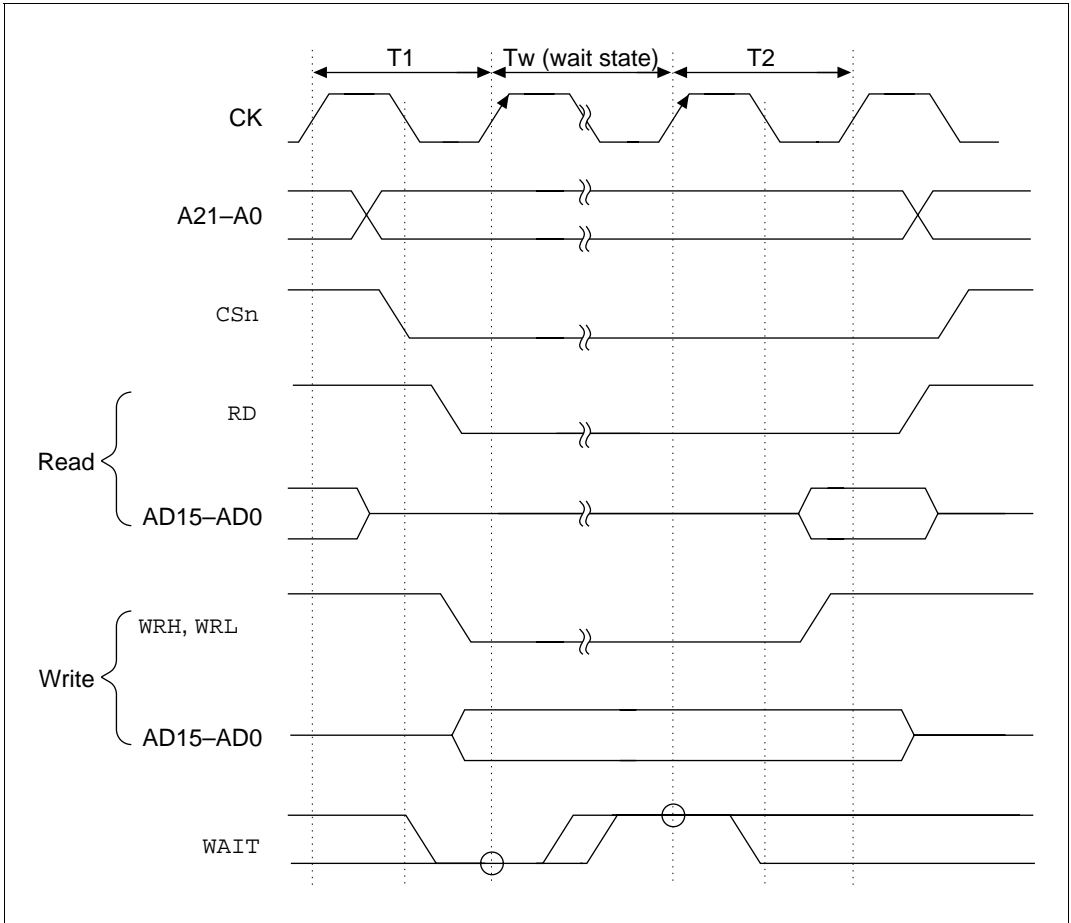 T1 Tw (wait state) T2
CK
A21–A0
CSn
RD
Read
AD15–AD0
WRH, WRL
Write
AD15–AD0
WAIT